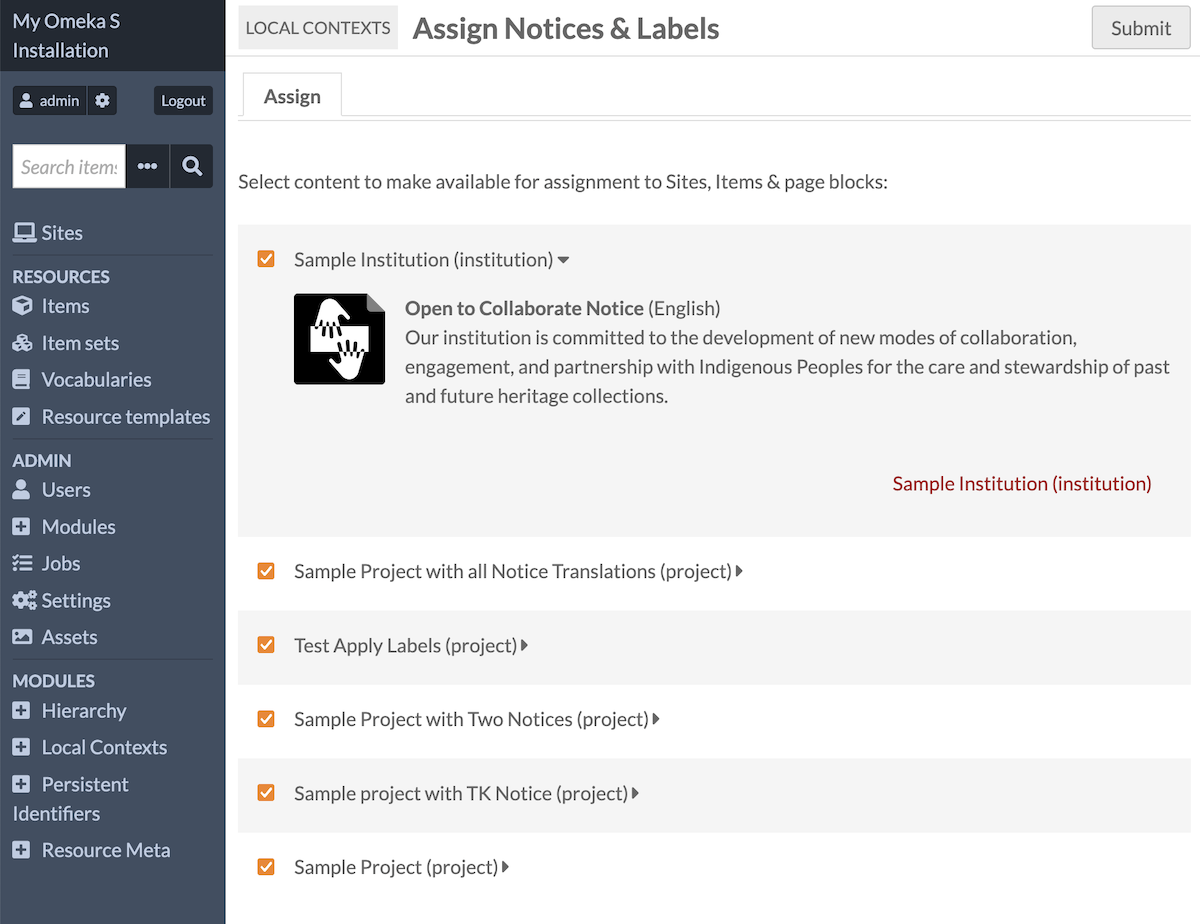 My Omeka S
Installation
admin
Logout
Search items
Sites
RESOURCES
Items
Item sets
Vocabularies
Resource templates
ADMIN
Users
Modules
Jobs
Settings
Assets
MODULES
Hierarchy
Local Contexts
Persistent
Identifiers
Resource Meta
LOCAL CONTEXTS
Assign Notices & Labels
Submit
Assign
Select content to make available for assignment to Sites, Items & page blocks:
Sample Institution (institution)
Open to Collaborate Notice (English)
Our institution is committed to the development of new modes of collaboration,
engagement, and partnership with Indigenous Peoples for the care and stewardship of past
and future heritage collections.
Sample Institution (institution)
Sample Project with all Notice Translations (project)
Test Apply Labels (project)
Sample Project with Two Notices (project)
Sample project with TK Notice (project)
Sample Project (project)